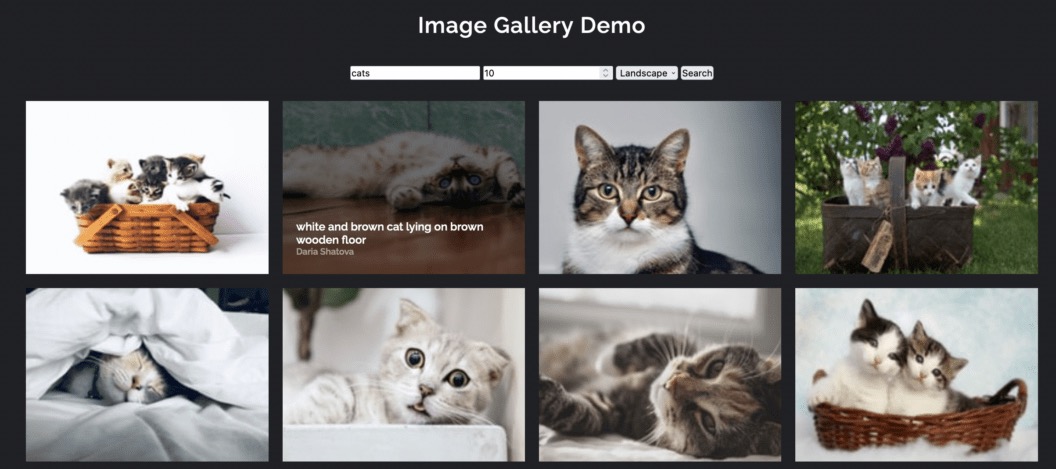 Image Gallery Demo
cats
10
Landscape
Search
white and brown cat lying on brown
wooden floor
Daria Shatova